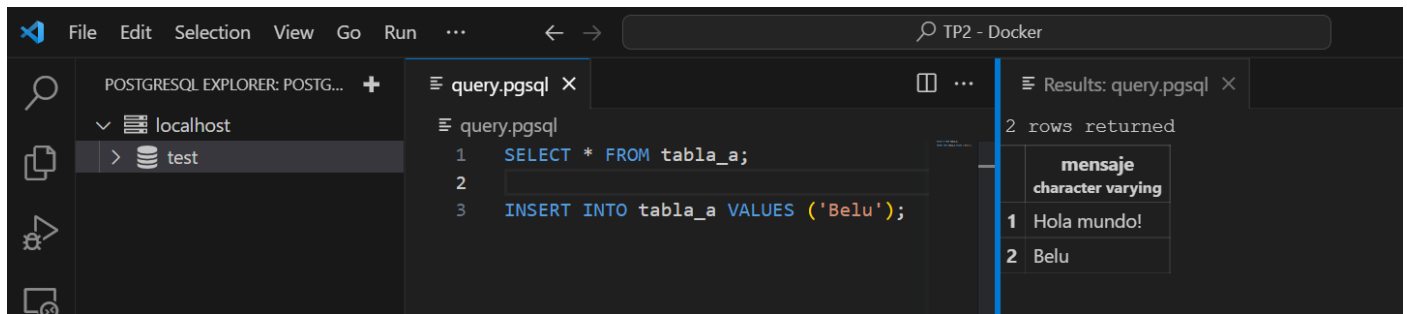 File Edit Selection View Go Run ··· ← → TP2 - Docker
POSTGRESQL EXPLORER: POSTG... +
localhost
test
query.pgsql ×
query.pgsql
1 SELECT * FROM tabla_a;
2
3 INSERT INTO tabla_a VALUES ('Belu');
Results: query.pgsql ×
2 rows returned
mensaje
character varying
1 Hola mundo!
2 Belu